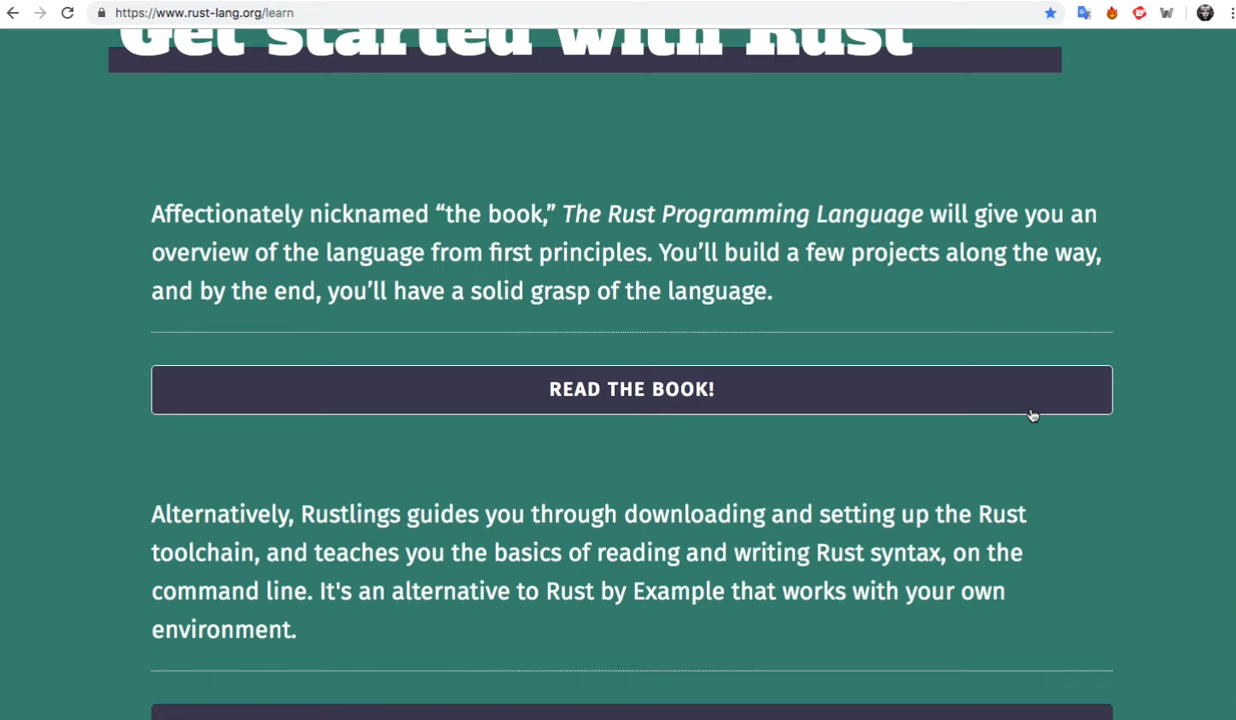 https://www.rust-lang.org/learn
Get started with Rust
Affectionately nicknamed “the book,” The Rust Programming Language will give you an
overview of the language from first principles. You’ll build a few projects along the way,
and by the end, you’ll have a solid grasp of the language.
READ THE BOOK!
Alternatively, Rustlings guides you through downloading and setting up the Rust
toolchain, and teaches you the basics of reading and writing Rust syntax, on the
command line. It's an alternative to Rust by Example that works with your own
environment.